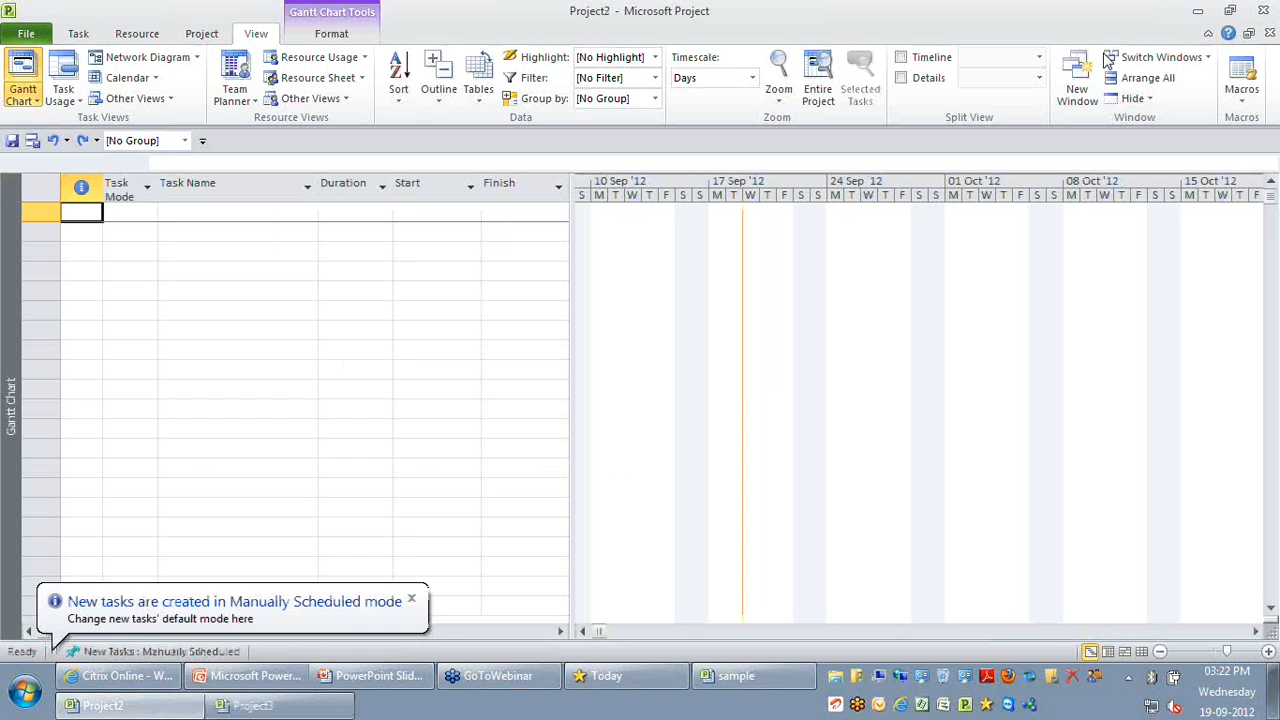 Gantt Chart Tools
Project2 - Microsoft Project
File Task Resource Project View Format
Gantt Chart
Task Usage
Network Diagram
Calendar
Other Views
Task Views
Team Planner
Resource Usage
Resource Sheet
Other Views
Resource Views
Sort
Outline
Tables
Highlight: [No Highlight]
Filter: [No Filter]
Group by: [No Group]
Data
Timescale:
Days
Zoom
Entire Project
Selected Tasks
Zoom
Timeline
Details
Split View
New Window
Switch Windows
Arrange All
Hide
Window
Macros
Macros
[No Group]
Task Mode Task Name Duration Start Finish
10 Sep '12 17 Sep '12 24 Sep '12 01 Oct '12 08 Oct '12 15 Oct '12
S M T W T F S S M T W T F S S M T W T F S S M T W T F S S M T W T F S S M T W T F
Gantt Chart
New tasks are created in Manually Scheduled mode
Change new tasks' default mode here
Ready New Tasks : Manually Scheduled
Citrix Online - W... Microsoft Powe... PowerPoint Slid... GoToWebinar Today sample
03:22 PM
Wednesday
19-09-2012
Project2 Project3